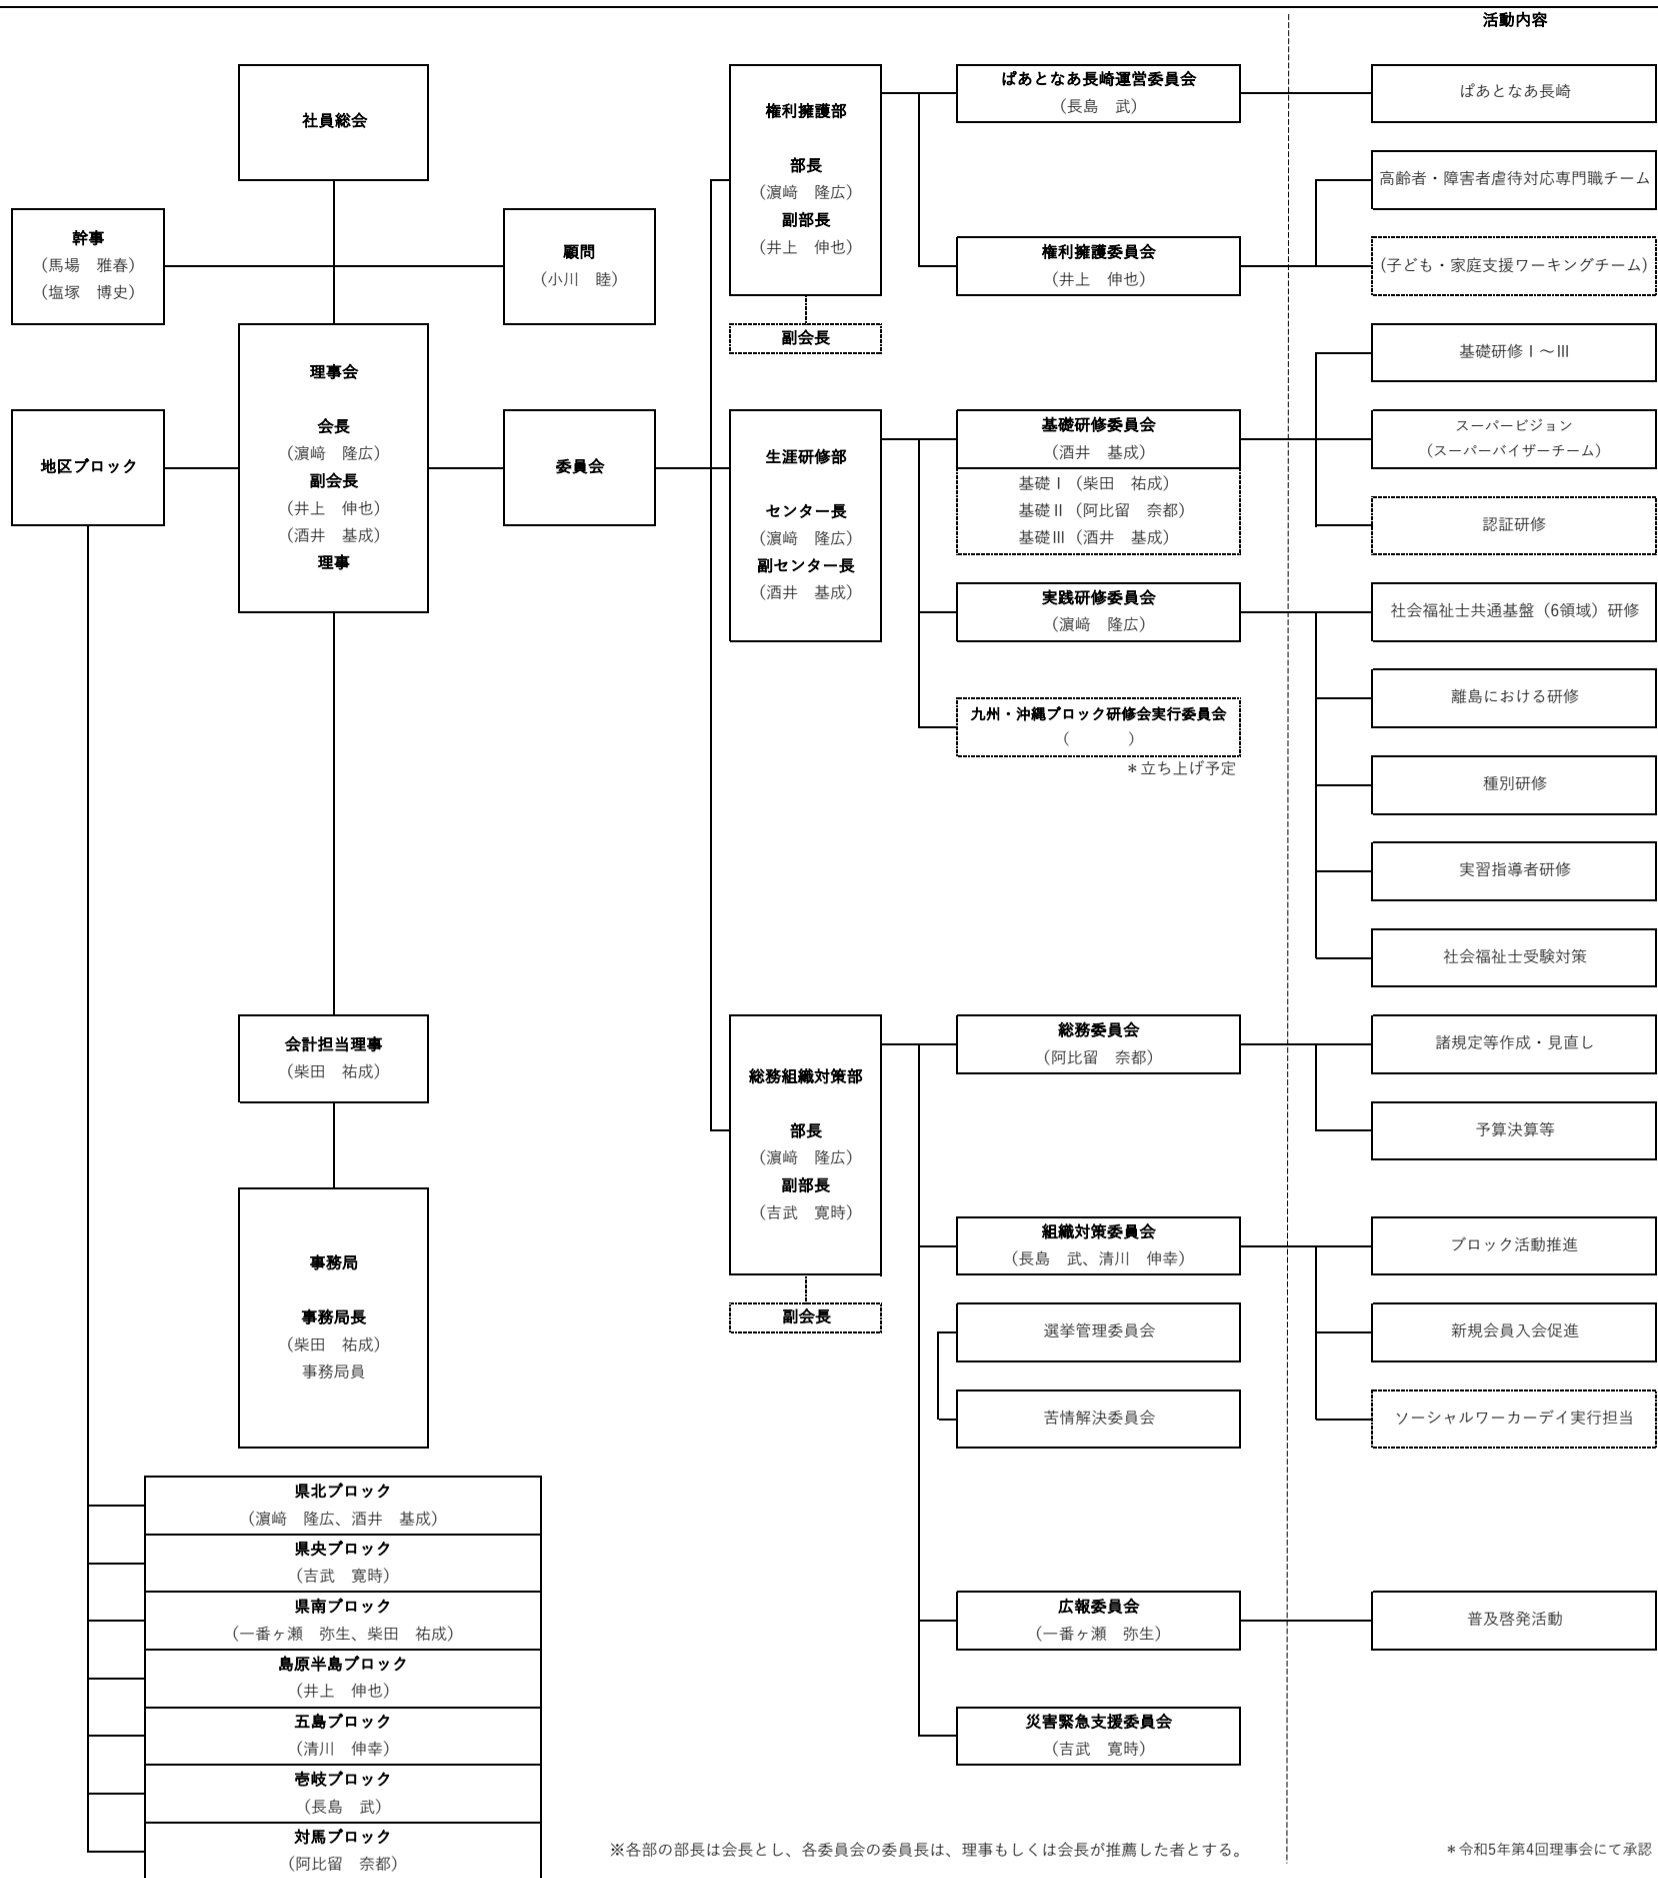 活動内容
社員総会
幹事
（馬場　雅春）
（塩塚　博史）
顧問
（小川　睦）
理事会
会長
（濵﨑　隆広）
副会長
（井上　伸也）
（酒井　基成）
理事
地区ブロック
委員会
会計担当理事
（柴田　祐成）
事務局
事務局長
（柴田　祐成）
事務局員
県北ブロック
（濵﨑　隆広、酒井　基成）
県央ブロック
（吉武　寛時）
県南ブロック
（一番ヶ瀬　弥生、柴田　祐成）
島原半島ブロック
（井上　伸也）
五島ブロック
（清川　伸幸）
壱岐ブロック
（長島　武）
対馬ブロック
（阿比留　奈都）
権利擁護部
部長
（濵﨑　隆広）
副部長
（井上　伸也）
副会長
ぱあとなあ長崎運営委員会
（長島　武）
ぱあとなあ長崎
権利擁護委員会
（井上　伸也）
高齢者・障害者虐待対応専門職チーム
(子ども・家庭支援ワーキングチーム)
生涯研修部
センター長
（濵﨑　隆広）
副センター長
（酒井　基成）
基礎研修委員会
（酒井　基成）
基礎Ⅰ（柴田　祐成）
基礎Ⅱ（阿比留　奈都）
基礎Ⅲ（酒井　基成）
基礎研修Ⅰ～Ⅲ
スーパービジョン
（スーパーバイザーチーム）
認証研修
実践研修委員会
（濵﨑　隆広）
社会福祉士共通基盤（6領域）研修
離島における研修
種別研修
実習指導者研修
社会福祉士受験対策
九州・沖縄ブロック研修会実行委員会
（　　　　）
＊立ち上げ予定
総務組織対策部
部長
（濵﨑　隆広）
副部長
（吉武　寛時）
副会長
総務委員会
（阿比留　奈都）
諸規定等作成・見直し
予算決算等
組織対策委員会
（長島　武、清川　伸幸）
選挙管理委員会
苦情解決委員会
ブロック活動推進
新規会員入会促進
ソーシャルワーカーデイ実行担当
広報委員会
（一番ヶ瀬　弥生）
普及啓発活動
災害緊急支援委員会
（吉武　寛時）
※各部の部長は会長とし、各委員会の委員長は、理事もしくは会長が推薦した者とする。
＊令和5年第4回理事会にて承認